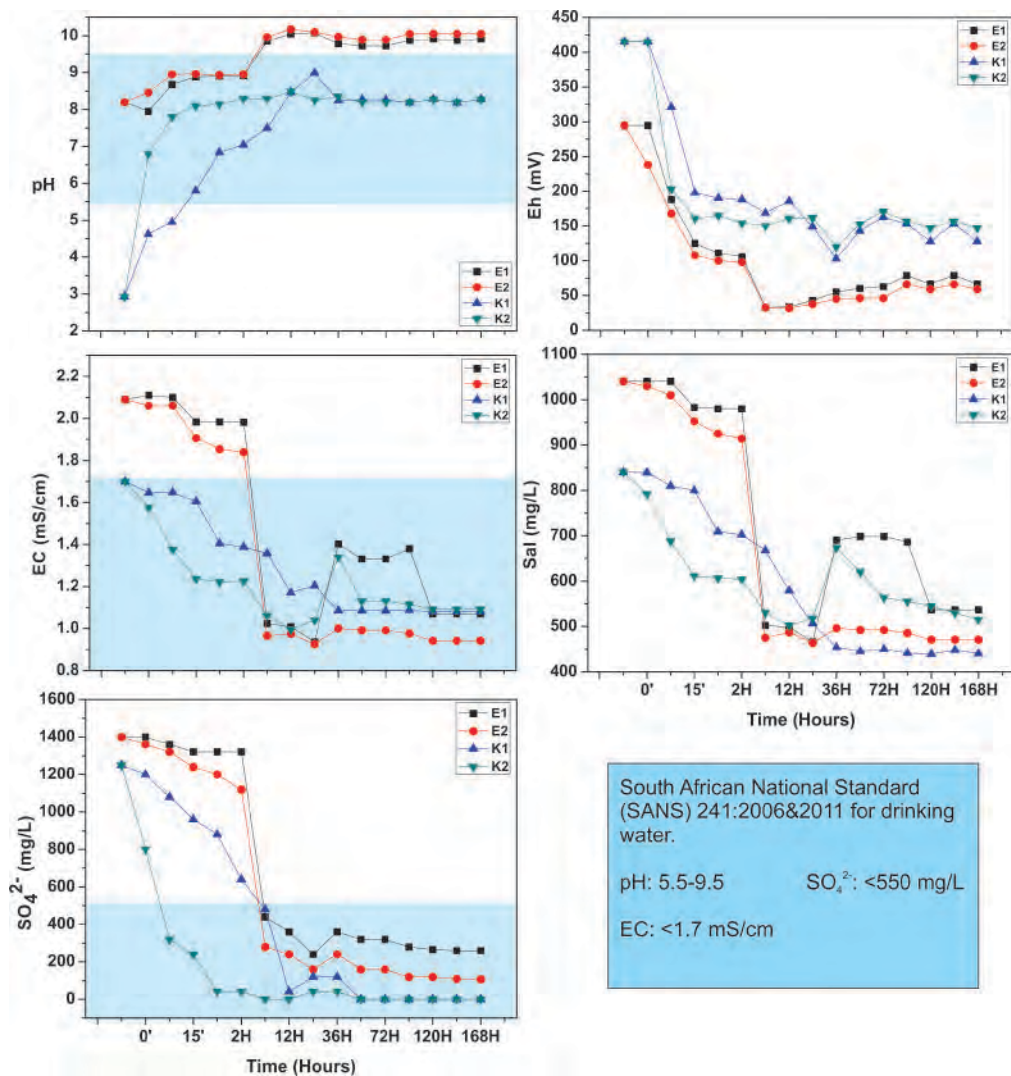 10
9
8
7
6
5
4
3
2
pH
E1
E2
K1
K2
450
400
350
300
250
200
150
100
50
0
Eh (mV)
E1
E2
K1
K2
2.2
2.0
1.8
1.6
1.4
1.2
1.0
0.8
EC (mS/cm)
E1
E2
K1
K2
1100
1000
900
800
700
600
500
400
Sal (mg/L)
E1
E2
K1
K2
0' 15' 2H 12H 36H 72H 120H 168H
Time (Hours)
1600
1400
1200
1000
800
600
400
200
0
SO₄²⁻ (mg/L)
E1
E2
K1
K2
0' 15' 2H 12H 36H 72H 120H 168H
Time (Hours)
South African National Standard
(SANS) 241:2006&2011 for drinking
water.
pH: 5.5-9.5 SO₄²⁻: <550 mg/L
EC: <1.7 mS/cm